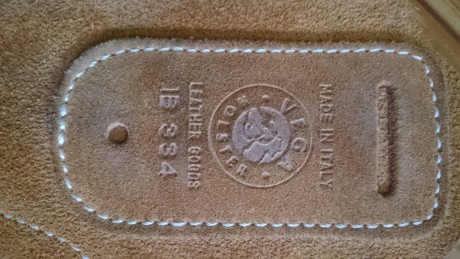 MADE IN ITALY
VEGA
HOLSTER
LEATHER GOODS
IB 334